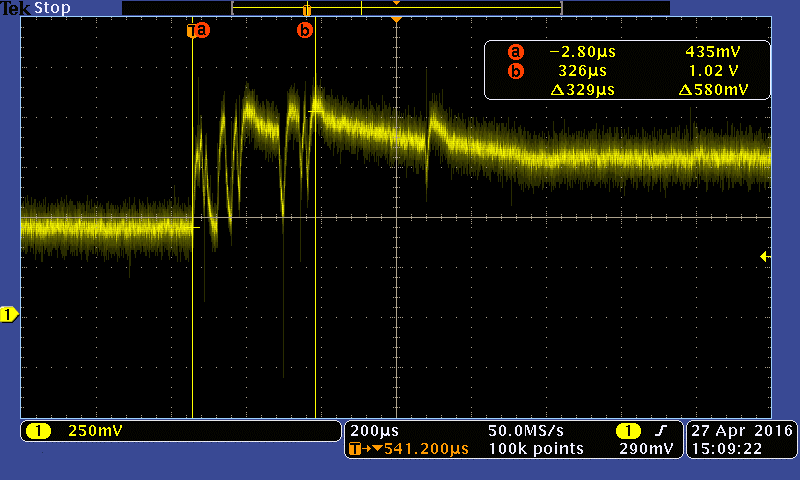 Tek Stop
T a b
a −2.80µs 435mV
b 326µs 1.02 V
Δ329µs Δ580mV
1
1 250mV 200µs 50.0MS/s 1 27 Apr 2016
T→▼541.200µs 100k points 290mV 15:09:22